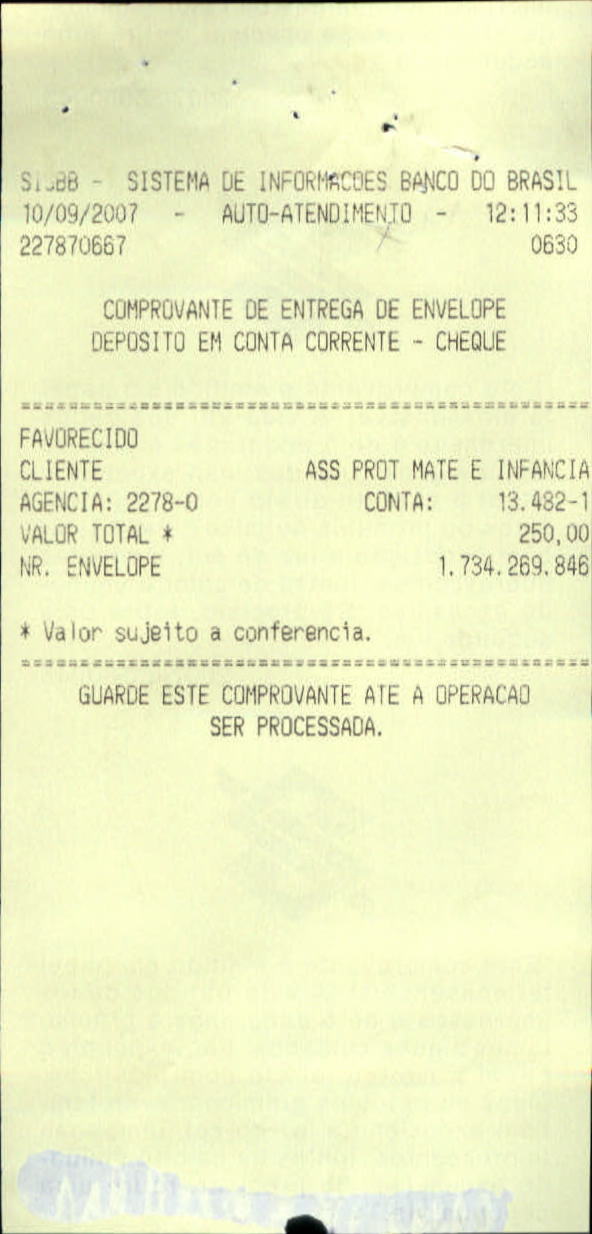 SISBB - SISTEMA DE INFORMACOES BANCO DO BRASIL
10/09/2007 - AUTO-ATENDIMENTO - 12:11:33
227870667 0630
COMPROVANTE DE ENTREGA DE ENVELOPE
DEPOSITO EM CONTA CORRENTE - CHEQUE
=================================================
FAVORECIDO
CLIENTE ASS PROT MATE E INFANCIA
AGENCIA: 2278-0 CONTA: 13.482-1
VALOR TOTAL * 250,00
NR. ENVELOPE 1.734.269.846
* Valor sujeito a conferencia.
=================================================
GUARDE ESTE COMPROVANTE ATE A OPERACAO
SER PROCESSADA.